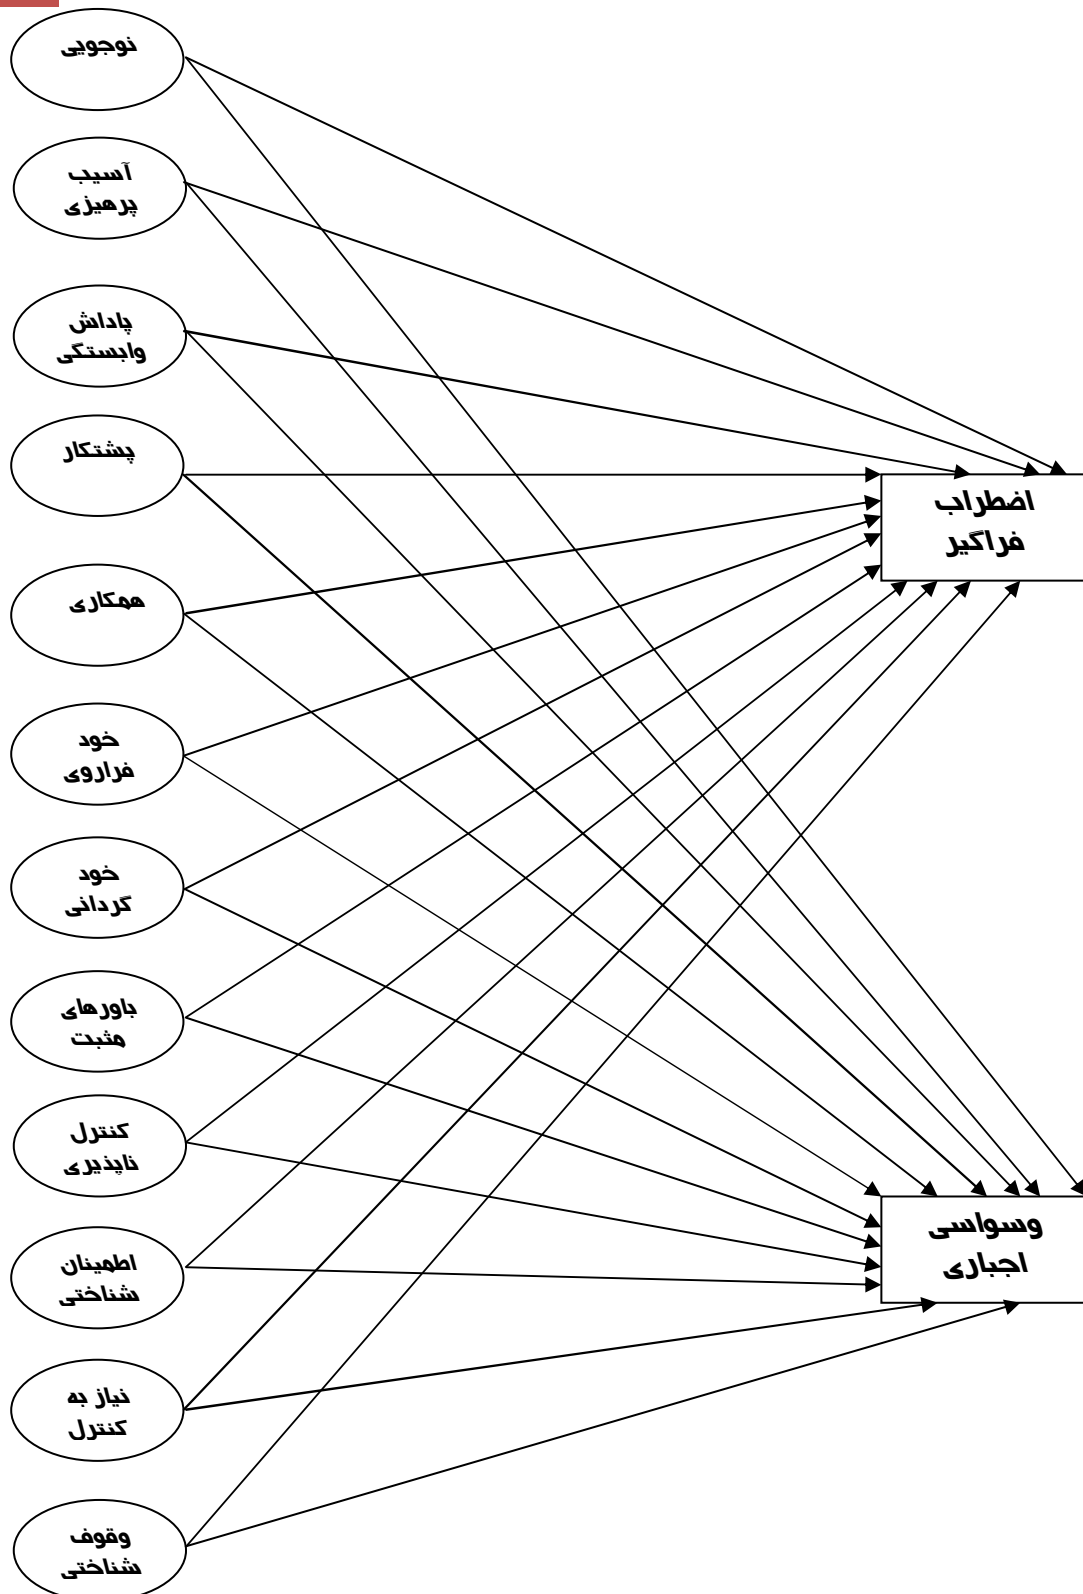 نوجویی
آسیب
پرهیزی
پاداش
وابستگی
پشتکار
همکاری
خود
فراروی
خود
گردانی
باورهای
مثبت
کنترل
ناپذیری
اطمینان
شناختی
نیاز به
کنترل
وقوف
شناختی
اضطراب
فراگیر
وسواسی
اجباری